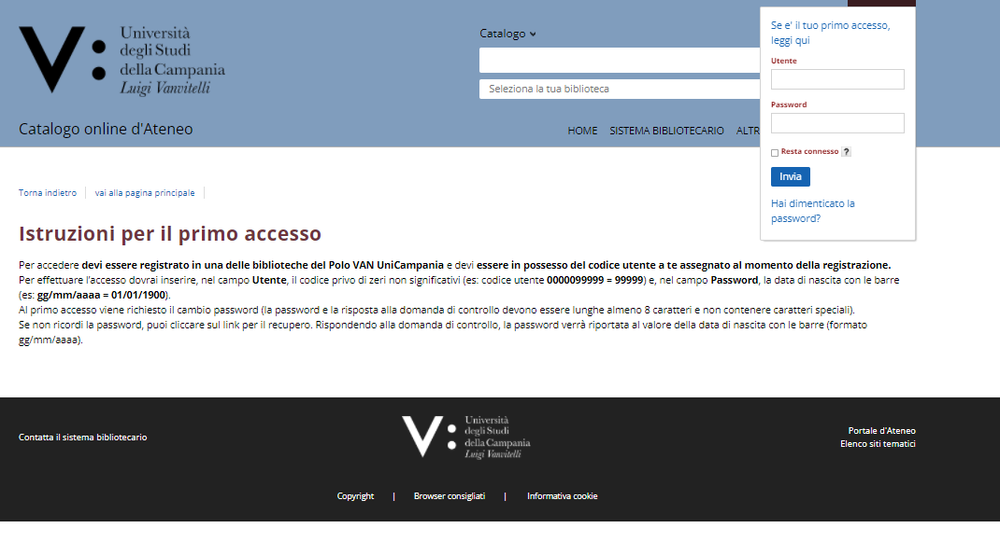 Università
degli Studi
della Campania
Luigi Vanvitelli
Catalogo online d'Ateneo
Catalogo
Seleziona la tua biblioteca
HOME SISTEMA BIBLIOTECARIO ALTR
Se e' il tuo primo accesso,
leggi qui
Utente
Password
Resta connesso ?
Invia
Hai dimenticato la
password?
Torna indietro vai alla pagina principale
Istruzioni per il primo accesso
Per accedere devi essere registrato in una delle biblioteche del Polo VAN UniCampania e devi essere in possesso del codice utente a te assegnato al momento della registrazione.
Per effettuare l'accesso dovrai inserire, nel campo Utente, il codice privo di zeri non significativi (es: codice utente 0000099999 = 99999) e, nel campo Password, la data di nascita con le barre
(es: gg/mm/aaaa = 01/01/1900).
Al primo accesso viene richiesto il cambio password (la password e la risposta alla domanda di controllo devono essere lunghe almeno 8 caratteri e non contenere caratteri speciali).
Se non ricordi la password, puoi cliccare sul link per il recupero. Rispondendo alla domanda di controllo, la password verrà riportata al valore della data di nascita con le barre (formato
gg/mm/aaaa).
Contatta il sistema bibliotecario
Università
degli Studi
della Campania
Luigi Vanvitelli
Portale d'Ateneo
Elenco siti tematici
Copyright | Browser consigliati | Informativa cookie